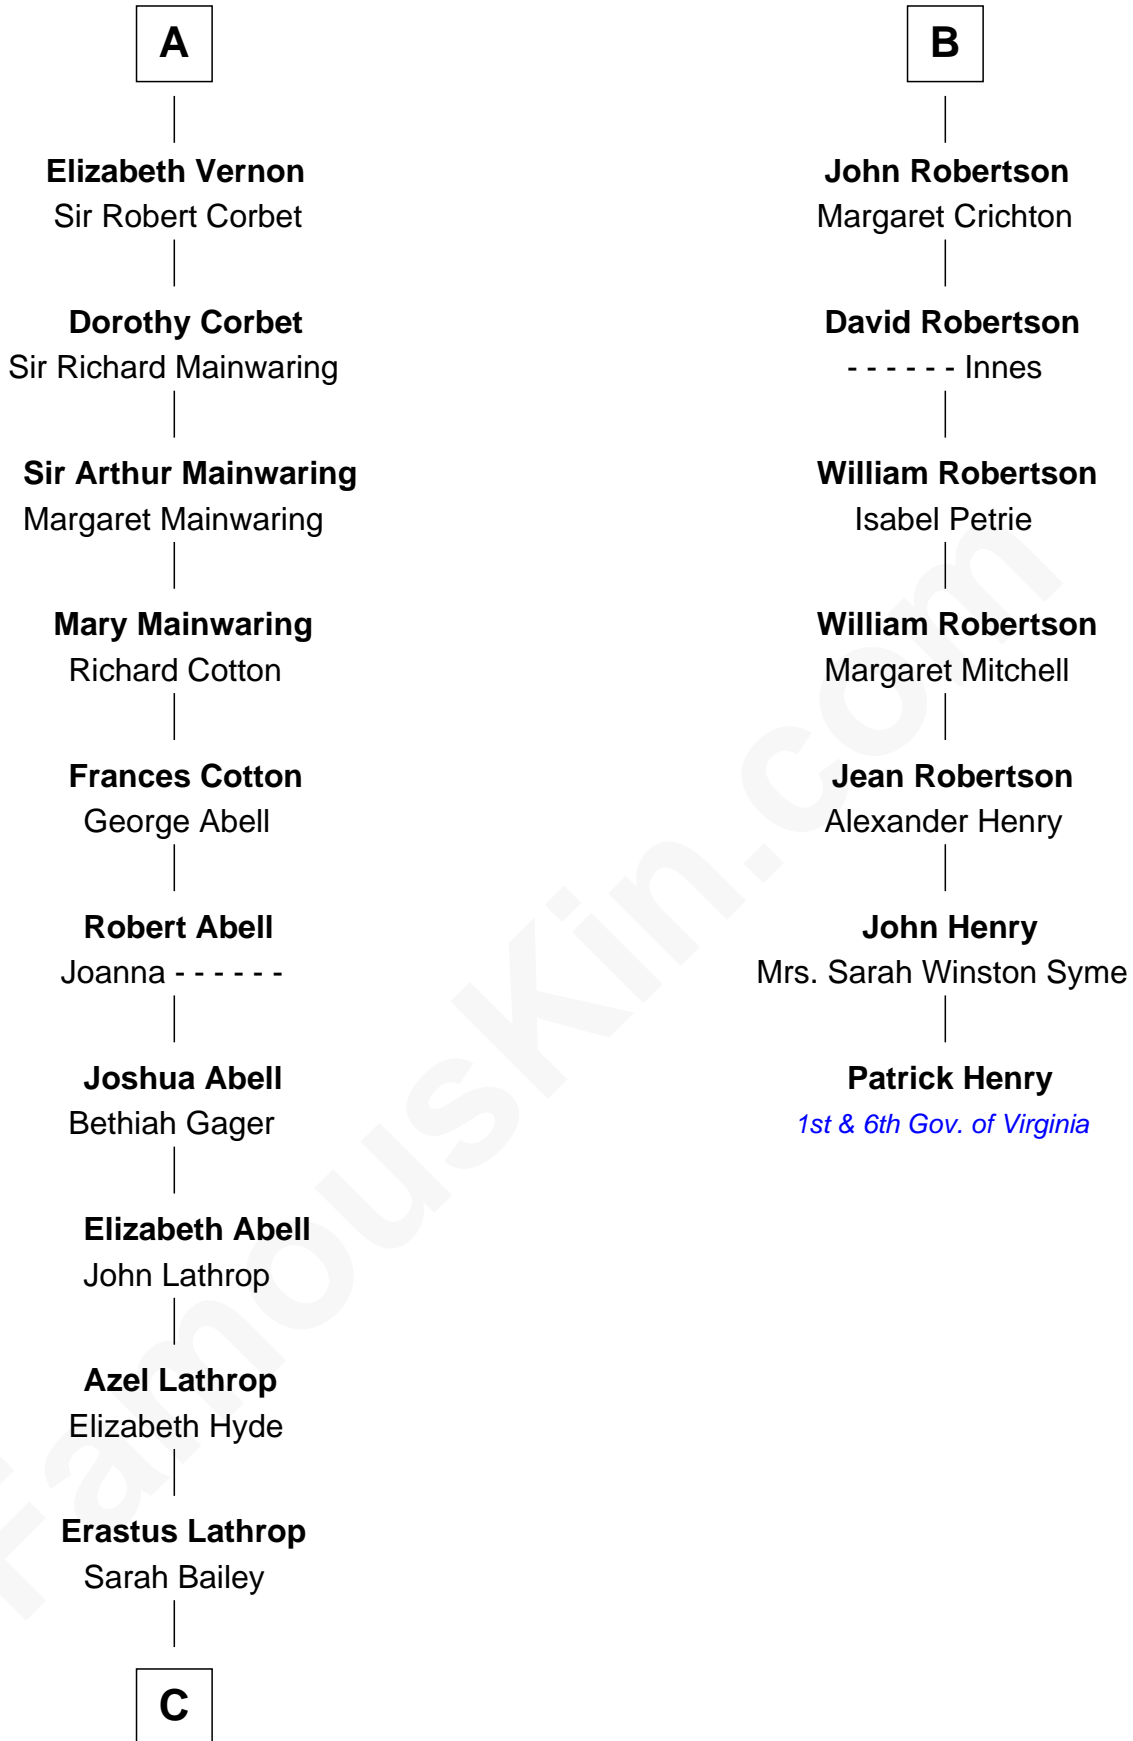 A
Elizabeth Vernon
Sir Robert Corbet
Dorothy Corbet
Sir Richard Mainwaring
Sir Arthur Mainwaring
Margaret Mainwaring
Mary Mainwaring
Richard Cotton
Frances Cotton
George Abell
Robert Abell
Joanna - - - - - -
Joshua Abell
Bethiah Gager
Elizabeth Abell
John Lathrop
Azel Lathrop
Elizabeth Hyde
Erastus Lathrop
Sarah Bailey
C
B
John Robertson
Margaret Crichton
David Robertson
- - - - - - Innes
William Robertson
Isabel Petrie
William Robertson
Margaret Mitchell
Jean Robertson
Alexander Henry
John Henry
Mrs. Sarah Winston Syme
Patrick Henry
1st & 6th Gov. of Virginia
FamousKin.com